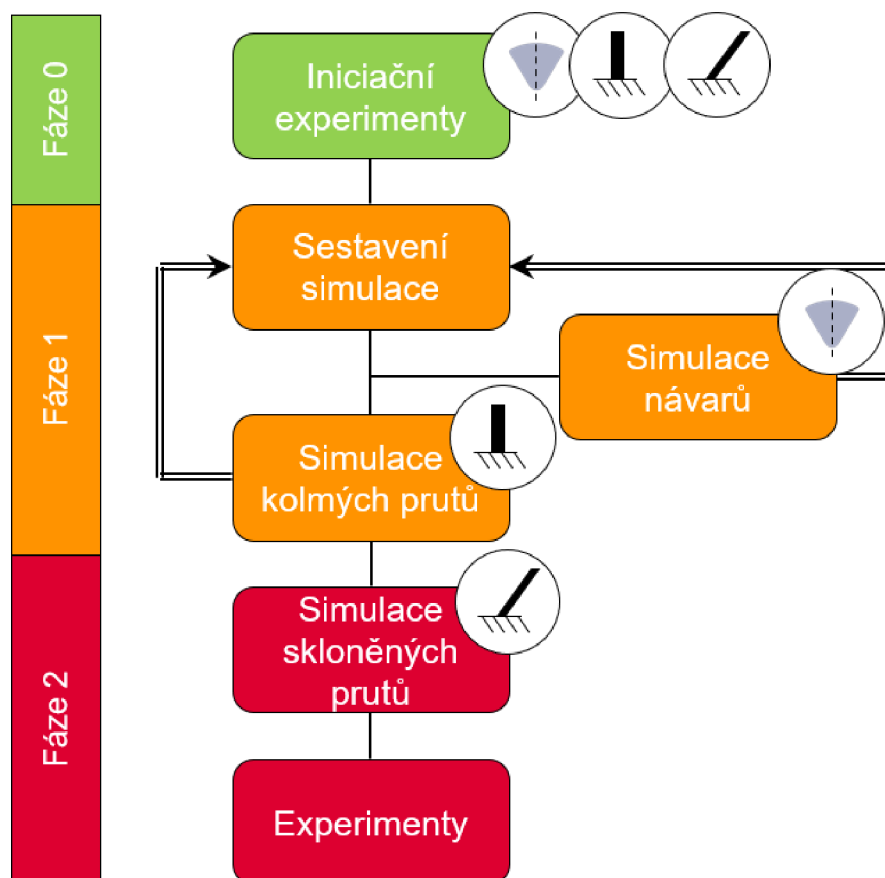 Fáze 0
Iniciační
experimenty
Fáze 1
Sestavení
simulace
Simulace
návarů
Simulace
kolmých prutů
Fáze 2
Simulace
skloněných
prutů
Experimenty